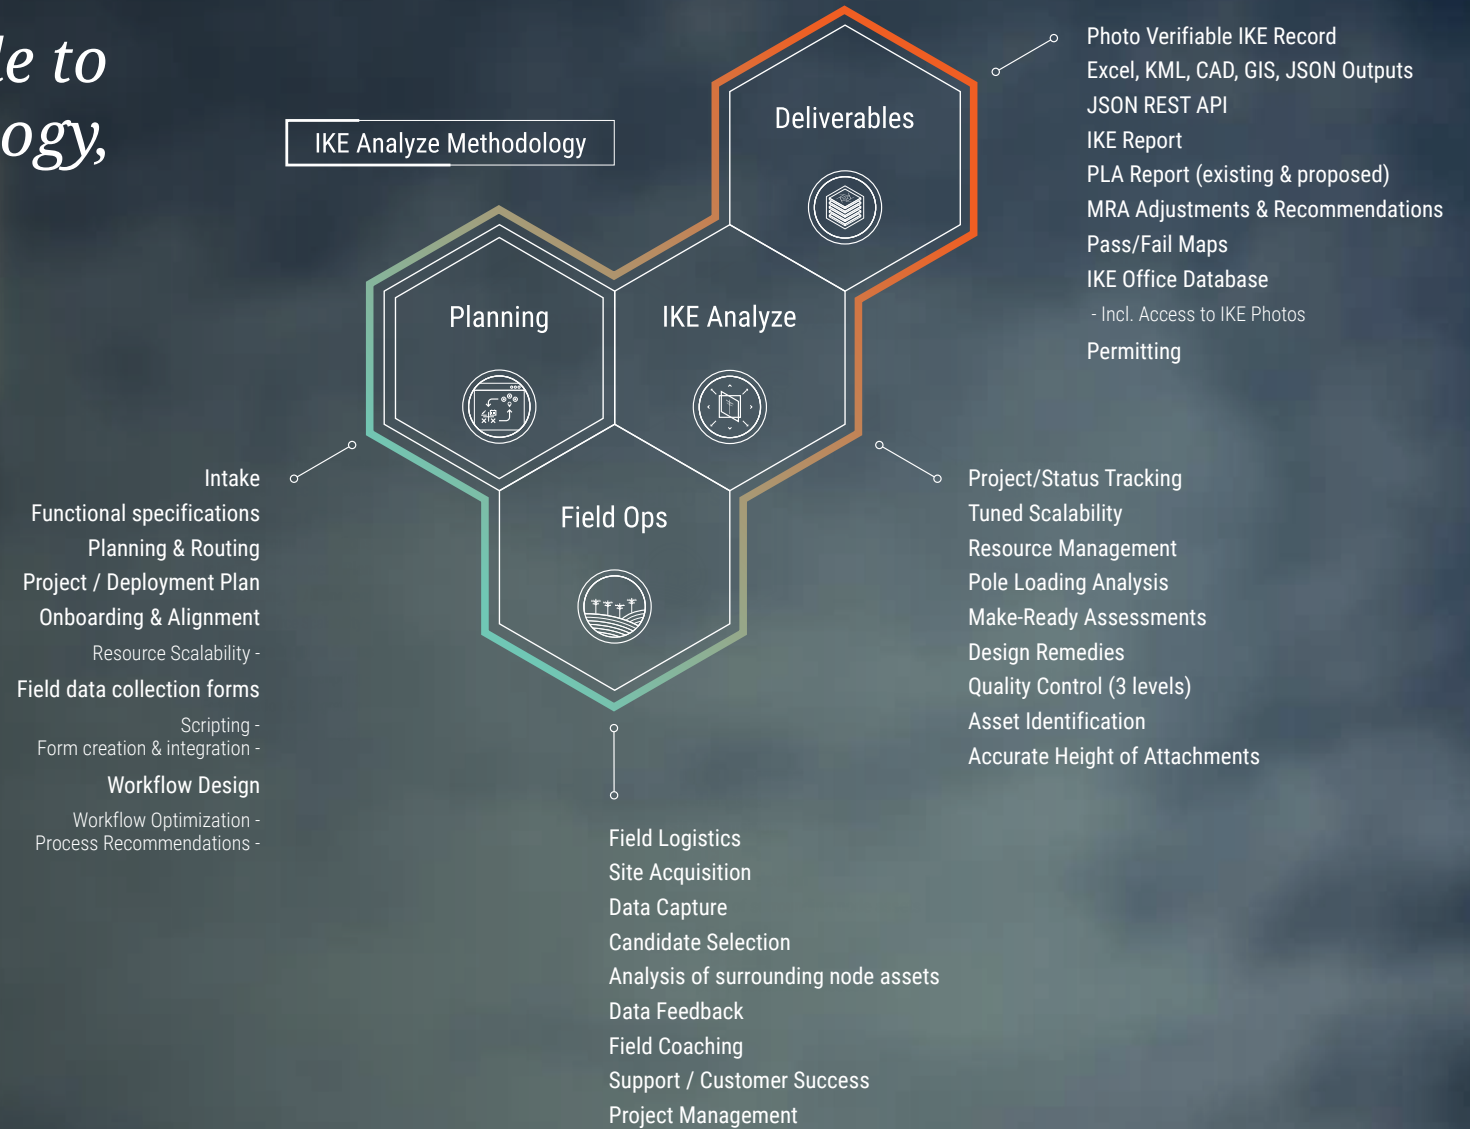 to
IKE Analyze Methodology
Deliverables
Planning
IKE Analyze
Field Ops
Photo Verifiable IKE Record
Excel, KML, CAD, GIS, JSON Outputs
JSON REST API
IKE Report
PLA Report (existing & proposed)
MRA Adjustments & Recommendations
Pass/Fail Maps
IKE Office Database
- Incl. Access to IKE Photos
Permitting
Intake
Functional specifications
Planning & Routing
Project / Deployment Plan
Onboarding & Alignment
Resource Scalability -
Field data collection forms
Scripting -
Form creation & integration -
Workflow Design
Workflow Optimization -
Process Recommendations -
Project/Status Tracking
Tuned Scalability
Resource Management
Pole Loading Analysis
Make-Ready Assessments
Design Remedies
Quality Control (3 levels)
Asset Identification
Accurate Height of Attachments
Field Logistics
Site Acquisition
Data Capture
Candidate Selection
Analysis of surrounding node assets
Data Feedback
Field Coaching
Support / Customer Success
Project Management